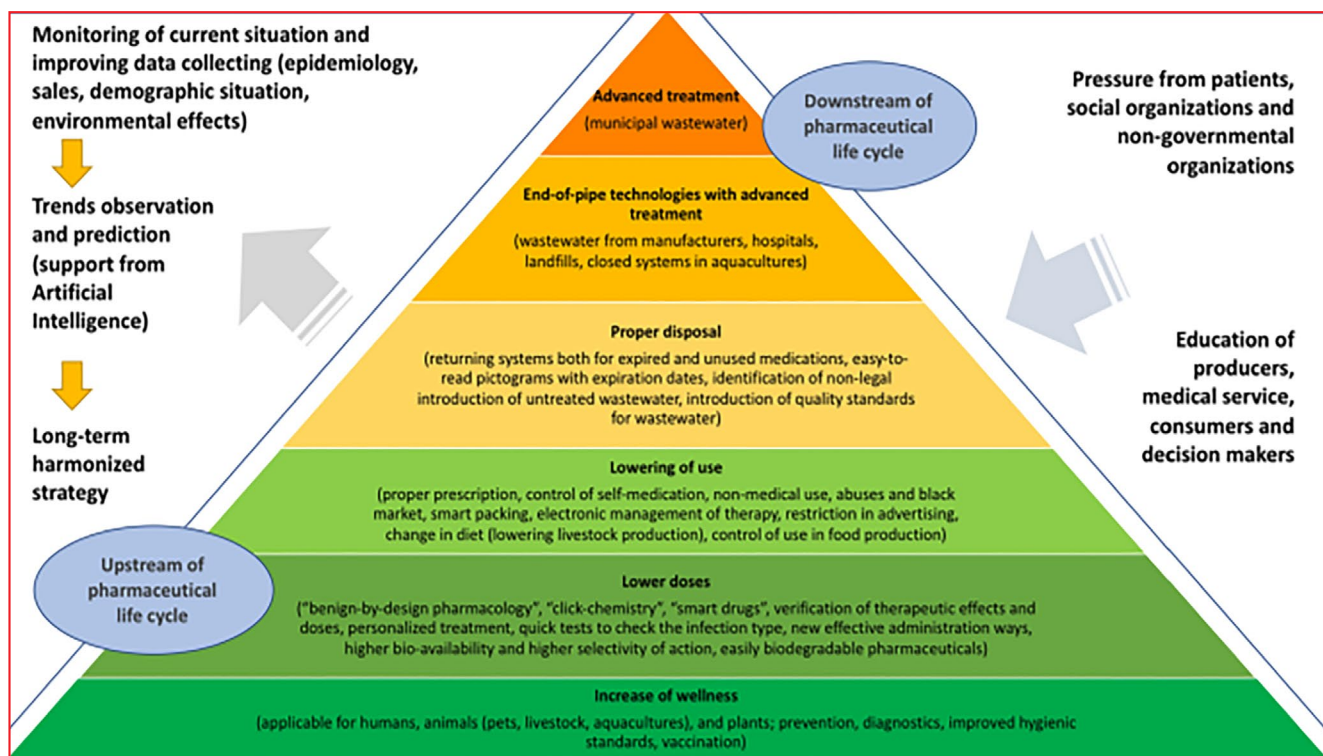 Monitoring of current situation and
improving data collecting (epidemiology,
sales, demographic situation,
environmental effects)
Trends observation
and prediction
(support from
Artificial
Intelligence)
Long-term
harmonized
strategy
Upstream of
pharmaceutical
life cycle
Advanced treatment
(municipal wastewater)
End-of-pipe technologies with advanced
treatment
(wastewater from manufacturers, hospitals,
landfills, closed systems in aquacultures)
Proper disposal
(returning systems both for expired and unused medications, easy-to-
read pictograms with expiration dates, identification of non-legal
introduction of untreated wastewater, introduction of quality standards
for wastewater)
Lowering of use
(proper prescription, control of self-medication, non-medical use, abuses and black
market, smart packing, electronic management of therapy, restriction in advertising,
change in diet (lowering livestock production), control of use in food production)
Lower doses
("benign-by-design pharmacology", "click-chemistry", "smart drugs", verification of therapeutic effects and
doses, personalized treatment, quick tests to check the infection type, new effective administration ways,
higher bio-availability and higher selectivity of action, easily biodegradable pharmaceuticals)
Increase of wellness
(applicable for humans, animals (pets, livestock, aquacultures), and plants; prevention, diagnostics, improved hygienic
standards, vaccination)
Downstream of
pharmaceutical
life cycle
Pressure from patients,
social organizations and
non-governmental
organizations
Education of
producers,
medical service,
consumers and
decision makers